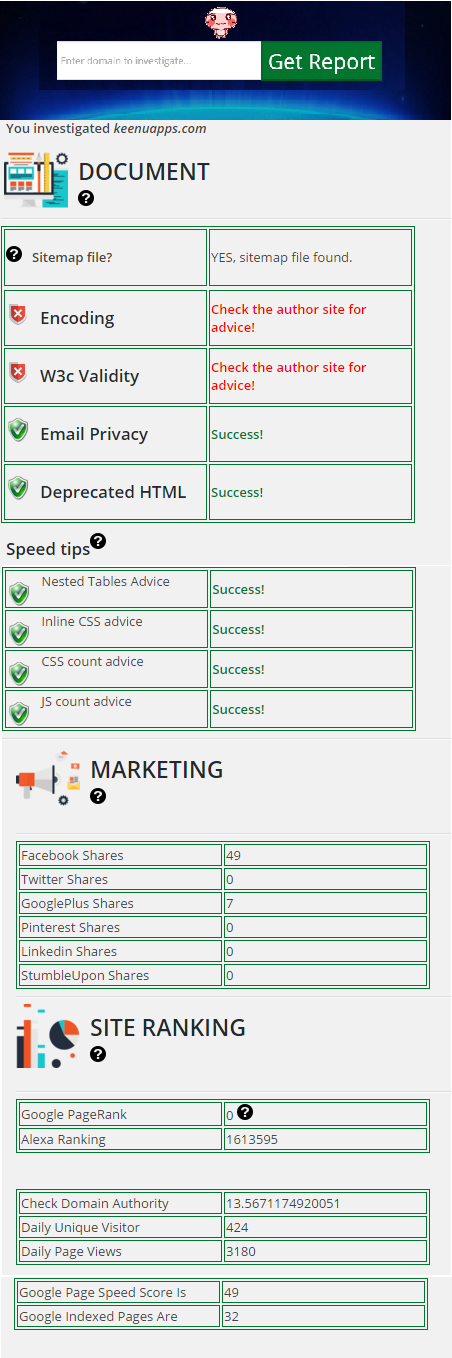 Enter domain to investigate...
Get Report
You investigated keenuapps.com
DOCUMENT
?
? Sitemap file? YES, sitemap file found.
Encoding Check the author site for
advice!
W3c Validity Check the author site for
advice!
Email Privacy Success!
Deprecated HTML Success!
Speed tips ?
Nested Tables Advice Success!
Inline CSS advice Success!
CSS count advice Success!
JS count advice Success!
MARKETING
?
Facebook Shares 49
Twitter Shares 0
GooglePlus Shares 7
Pinterest Shares 0
Linkedin Shares 0
StumbleUpon Shares 0
SITE RANKING
?
Google PageRank 0 ?
Alexa Ranking 1613595
Check Domain Authority 13.5671174920051
Daily Unique Visitor 424
Daily Page Views 3180
Google Page Speed Score Is 49
Google Indexed Pages Are 32